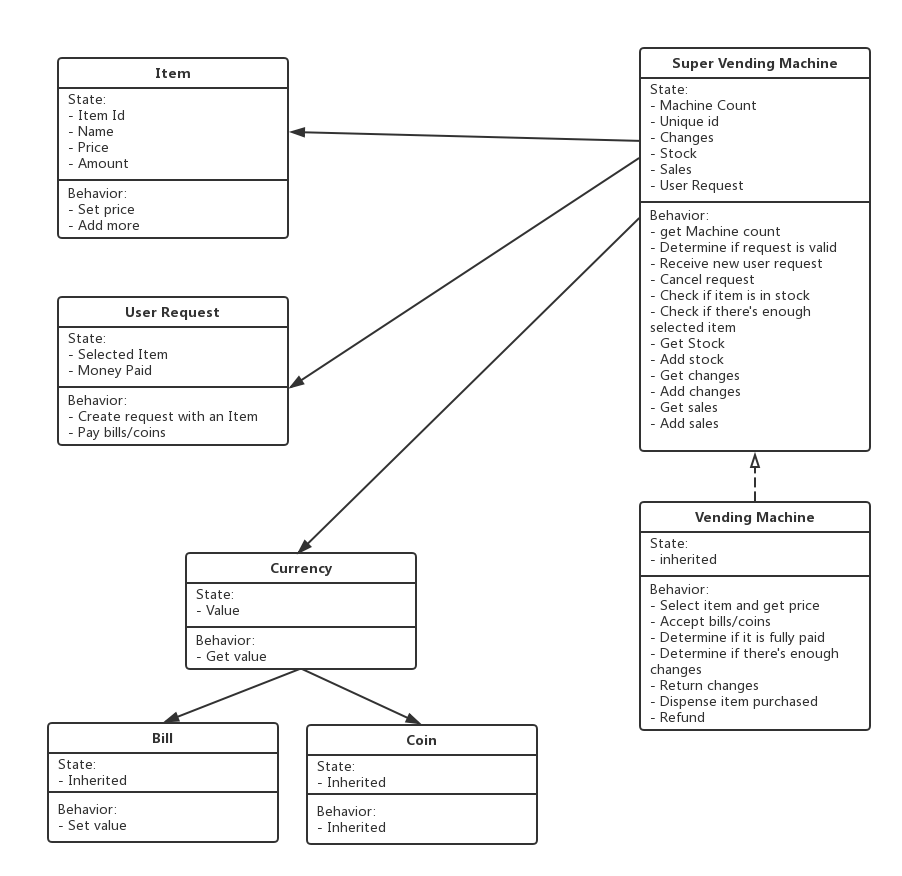 Item
State:
- Item Id
- Name
- Price
- Amount
Behavior:
- Set price
- Add more
Super Vending Machine
State:
- Machine Count
- Unique id
- Changes
- Stock
- Sales
- User Request
Behavior:
- get Machine count
- Determine if request is valid
- Receive new user request
- Cancel request
- Check if item is in stock
- Check if there's enough
selected item
- Get Stock
- Add stock
- Get changes
- Add changes
- Get sales
- Add sales
User Request
State:
- Selected Item
- Money Paid
Behavior:
- Create request with an Item
- Pay bills/coins
Vending Machine
State:
- inherited
Behavior:
- Select item and get price
- Accept bills/coins
- Determine if it is fully paid
- Determine if there's enough
changes
- Return changes
- Dispense item purchased
- Refund
Currency
State:
- Value
Behavior:
- Get value
Bill
State:
- Inherited
Behavior:
- Set value
Coin
State:
- Inherited
Behavior:
- Inherited